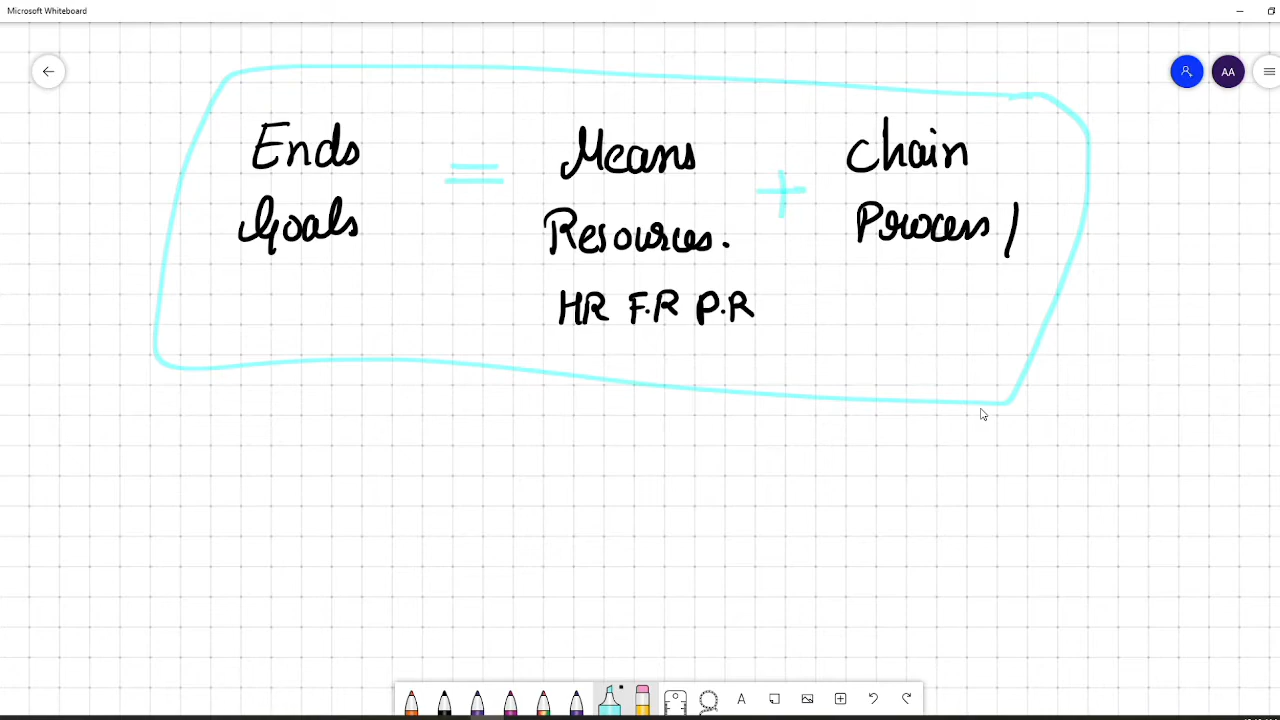 Microsoft Whiteboard
AA
Ends = Means + Chain
Goals Resources. Process /
HR F.R P.R
A